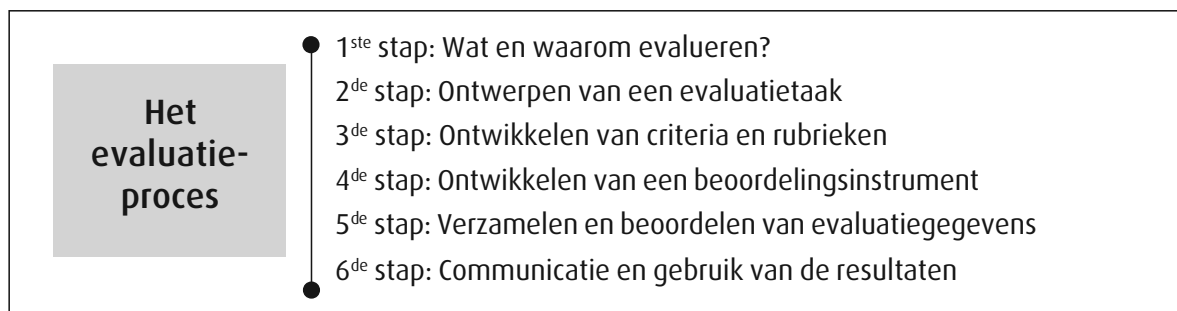 Het
evaluatie-
proces
1ste stap: Wat en waarom evalueren?
2de stap: Ontwerpen van een evaluatietaak
3de stap: Ontwikkelen van criteria en rubrieken
4de stap: Ontwikkelen van een beoordelingsinstrument
5de stap: Verzamelen en beoordelen van evaluatiegegevens
6de stap: Communicatie en gebruik van de resultaten